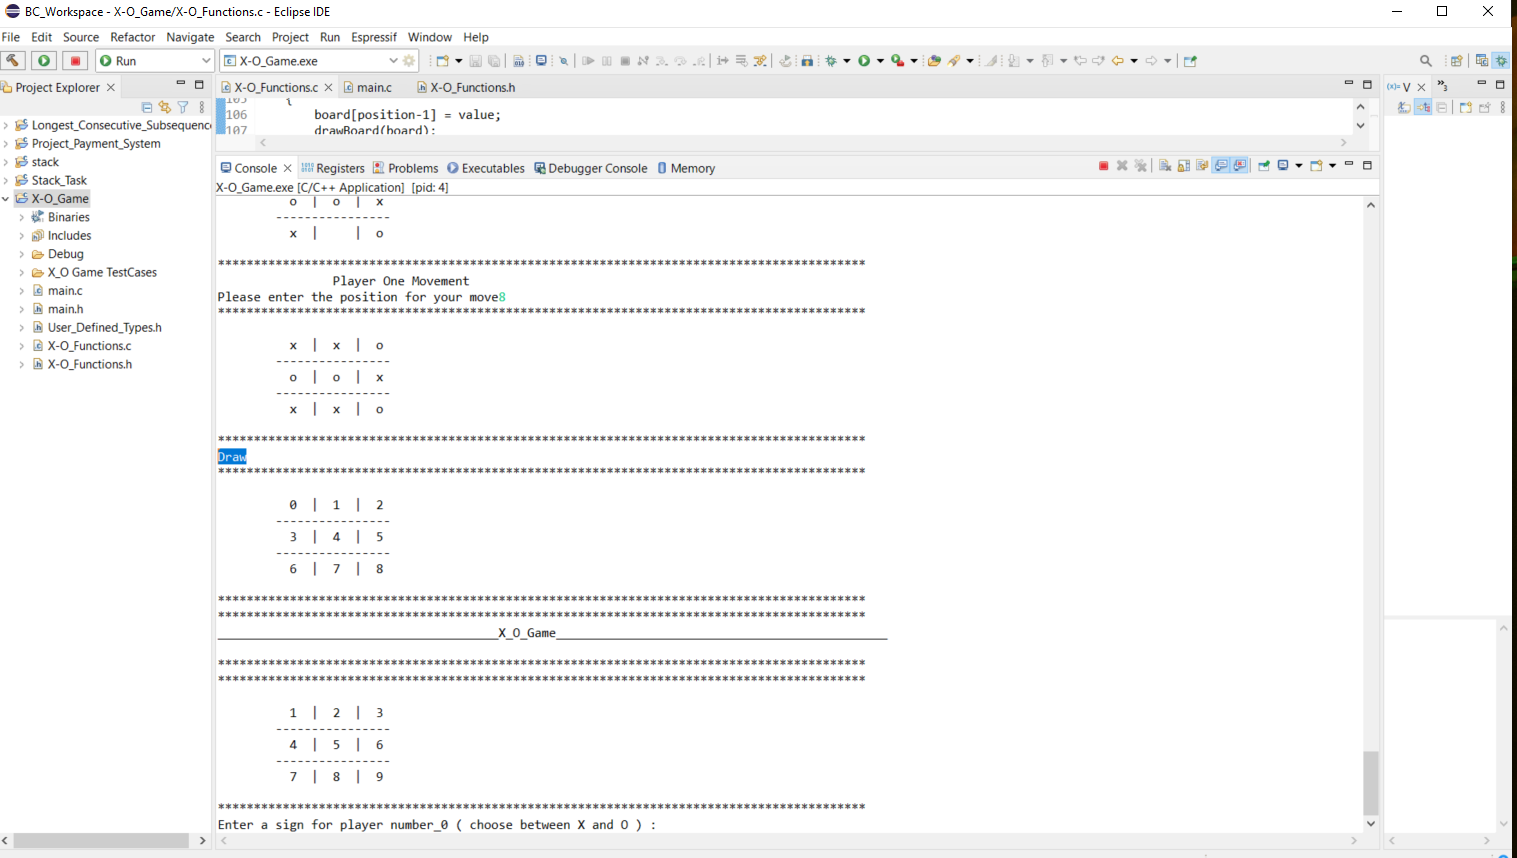 BC_Workspace - X-O_Game/X-O_Functions.c - Eclipse IDE
File Edit Source Refactor Navigate Search Project Run Espressif Window Help
Run X-O_Game.exe
Project Explorer
Longest_Consecutive_Subsequence
Project_Payment_System
stack
Stack_Task
X-O_Game
Binaries
Includes
Debug
X_O Game TestCases
main.c
main.h
User_Defined_Types.h
X-O_Functions.c
X-O_Functions.h
X-O_Functions.c main.c X-O_Functions.h
105 {
106 board[position-1] = value;
107 drawBoard(board);
Console Registers Problems Executables Debugger Console Memory
X-O_Game.exe [C/C++ Application] [pid: 4]
o | o | x
----------------
x |   | o
******************************************************************************************
Player One Movement
Please enter the position for your move8
******************************************************************************************
x | x | o
----------------
o | o | x
----------------
x | x | o
******************************************************************************************
Draw
******************************************************************************************
0 | 1 | 2
----------------
3 | 4 | 5
----------------
6 | 7 | 8
******************************************************************************************
******************************************************************************************
_______________________________________X_O_Game______________________________________________
******************************************************************************************
******************************************************************************************
1 | 2 | 3
----------------
4 | 5 | 6
----------------
7 | 8 | 9
******************************************************************************************
Enter a sign for player number_0 ( choose between X and O ) :
(x)= V